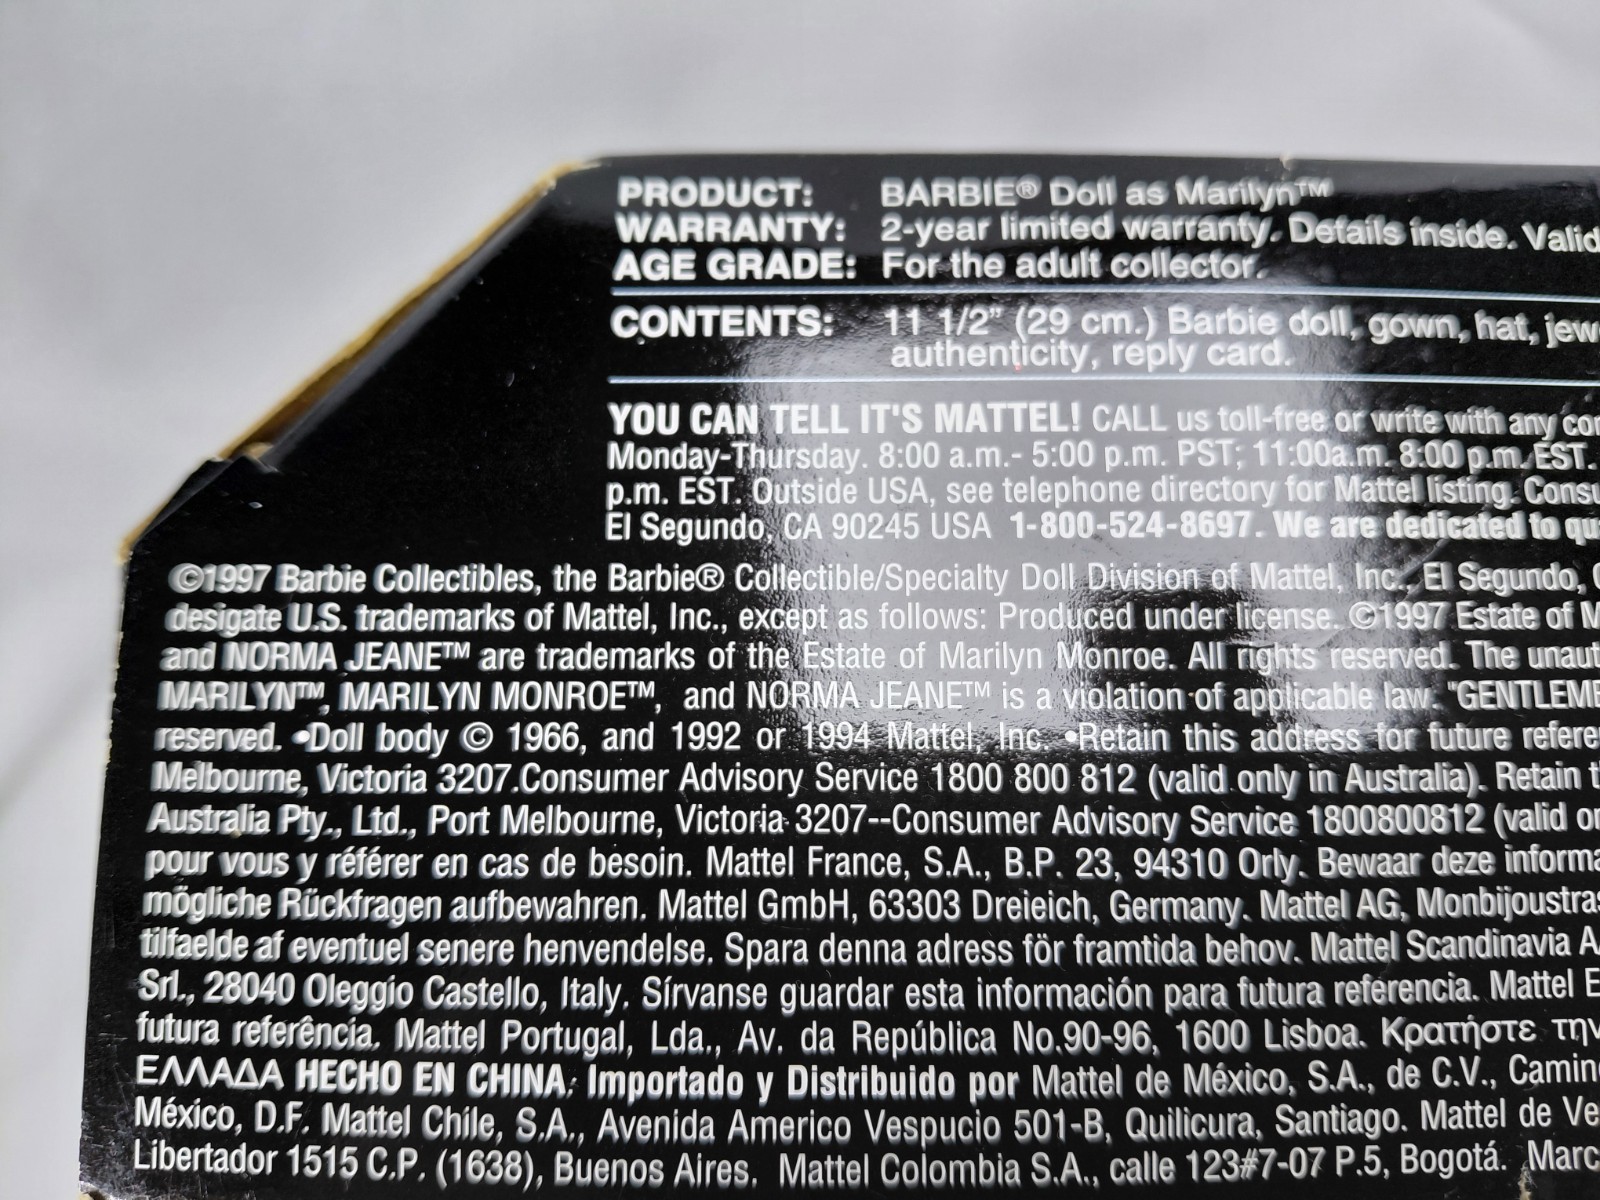 PRODUCT: BARBIE® Doll as Marilyn™
WARRANTY: 2-year limited warranty. Details inside. Valid
AGE GRADE: For the adult collector.
CONTENTS: 11 1/2” (29 cm.) Barbie doll, gown, hat, jew
authenticity, reply card.
YOU CAN TELL IT'S MATTEL! CALL us toll-free or write with any con
Monday-Thursday. 8:00 a.m.- 5:00 p.m. PST; 11:00a.m. 8:00 p.m. EST.
p.m. EST. Outside USA, see telephone directory for Mattel listing. Consu
El Segundo, CA 90245 USA 1-800-524-8697. We are dedicated to qu
©1997 Barbie Collectibles, the Barbie® Collectible/Specialty Doll Division of Mattel, Inc., El Segundo, C
desigate U.S. trademarks of Mattel, Inc., except as follows: Produced under license. ©1997 Estate of M
and NORMA JEANE™ are trademarks of the Estate of Marilyn Monroe. All rights reserved. The unaut
MARILYN™, MARILYN MONROE™, and NORMA JEANE™ is a violation of applicable law. "GENTLEME
reserved. •Doll body © 1966, and 1992 or 1994 Mattel, Inc. •Retain this address for future refere
Melbourne, Victoria 3207.Consumer Advisory Service 1800 800 812 (valid only in Australia). Retain t
Australia Pty., Ltd., Port Melbourne, Victoria 3207--Consumer Advisory Service 1800800812 (valid on
pour vous y référer en cas de besoin. Mattel France, S.A., B.P. 23, 94310 Orly. Bewaar deze informa
mögliche Rückfragen aufbewahren. Mattel GmbH, 63303 Dreieich, Germany. Mattel AG, Monbijoustras
tilfaelde af eventuel senere henvendelse. Spara denna adress för framtida behov. Mattel Scandinavia A
Srl., 28040 Oleggio Castello, Italy. Sírvanse guardar esta información para futura referencia. Mattel E
futura referência. Mattel Portugal, Lda., Av. da República No.90-96, 1600 Lisboa. Κρατήστε την
ΕΛΛΑΔΑ HECHO EN CHINA. Importado y Distribuido por Mattel de México, S.A., de C.V., Camin
México, D.F. Mattel Chile, S.A., Avenida Americo Vespucio 501-B, Quilicura, Santiago. Mattel de Ve
Libertador 1515 C.P. (1638), Buenos Aires. Mattel Colombia S.A., calle 123#7-07 P.5, Bogotá. Marc